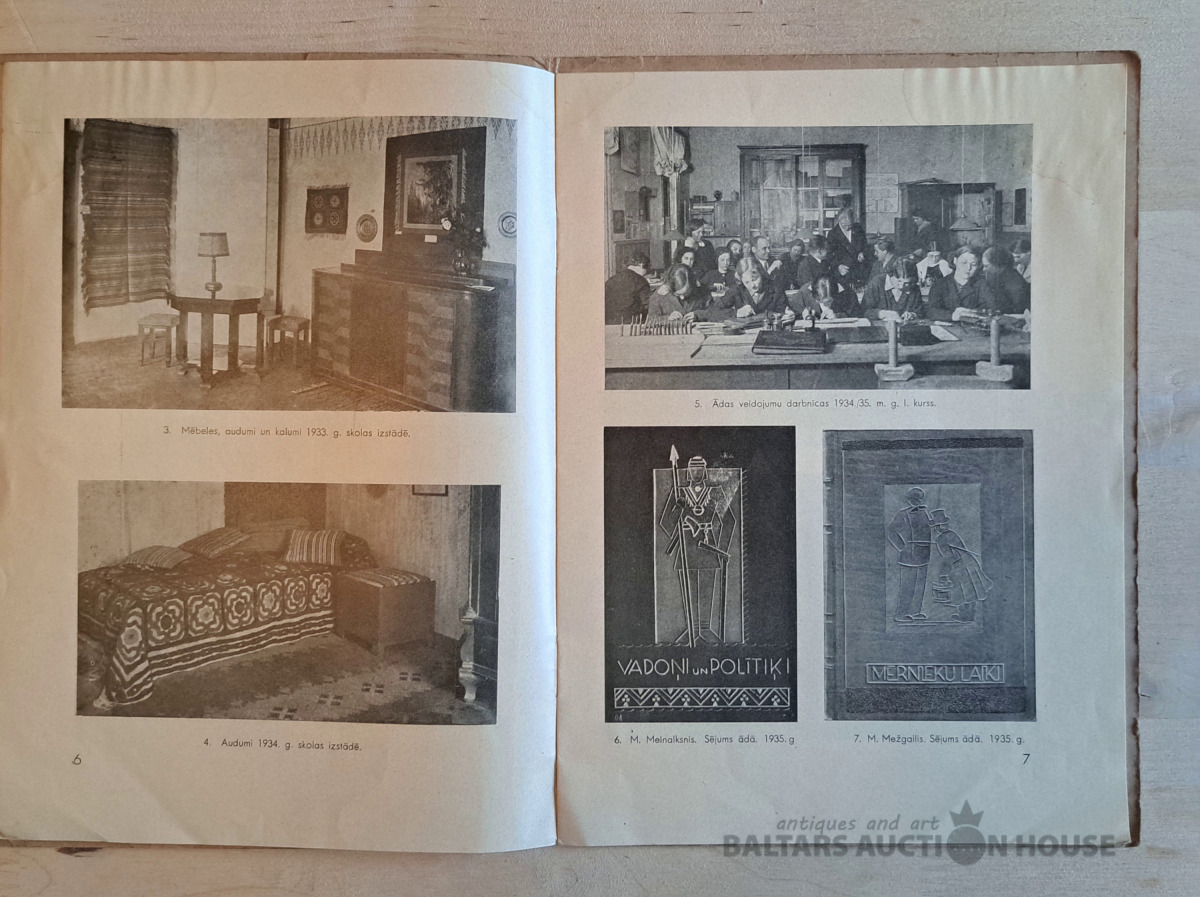 3. Mēbeles, audumi un kalumi 1933. g. skolas izstādē.
4. Audumi 1934. g. skolas izstādē.
6
5. Ādas veidojumu darbnīcas 1934./35. m. g. I. kurss.
VADOŅI UN POLITIĶI
MĒRNIEKU LAIKI
6. M. Melnalksnis. Sējums ādā. 1935. g
7. M. Mežgailis. Sējums ādā. 1935. g.
7
antiques and art
BALTARS AUCTION HOUSE